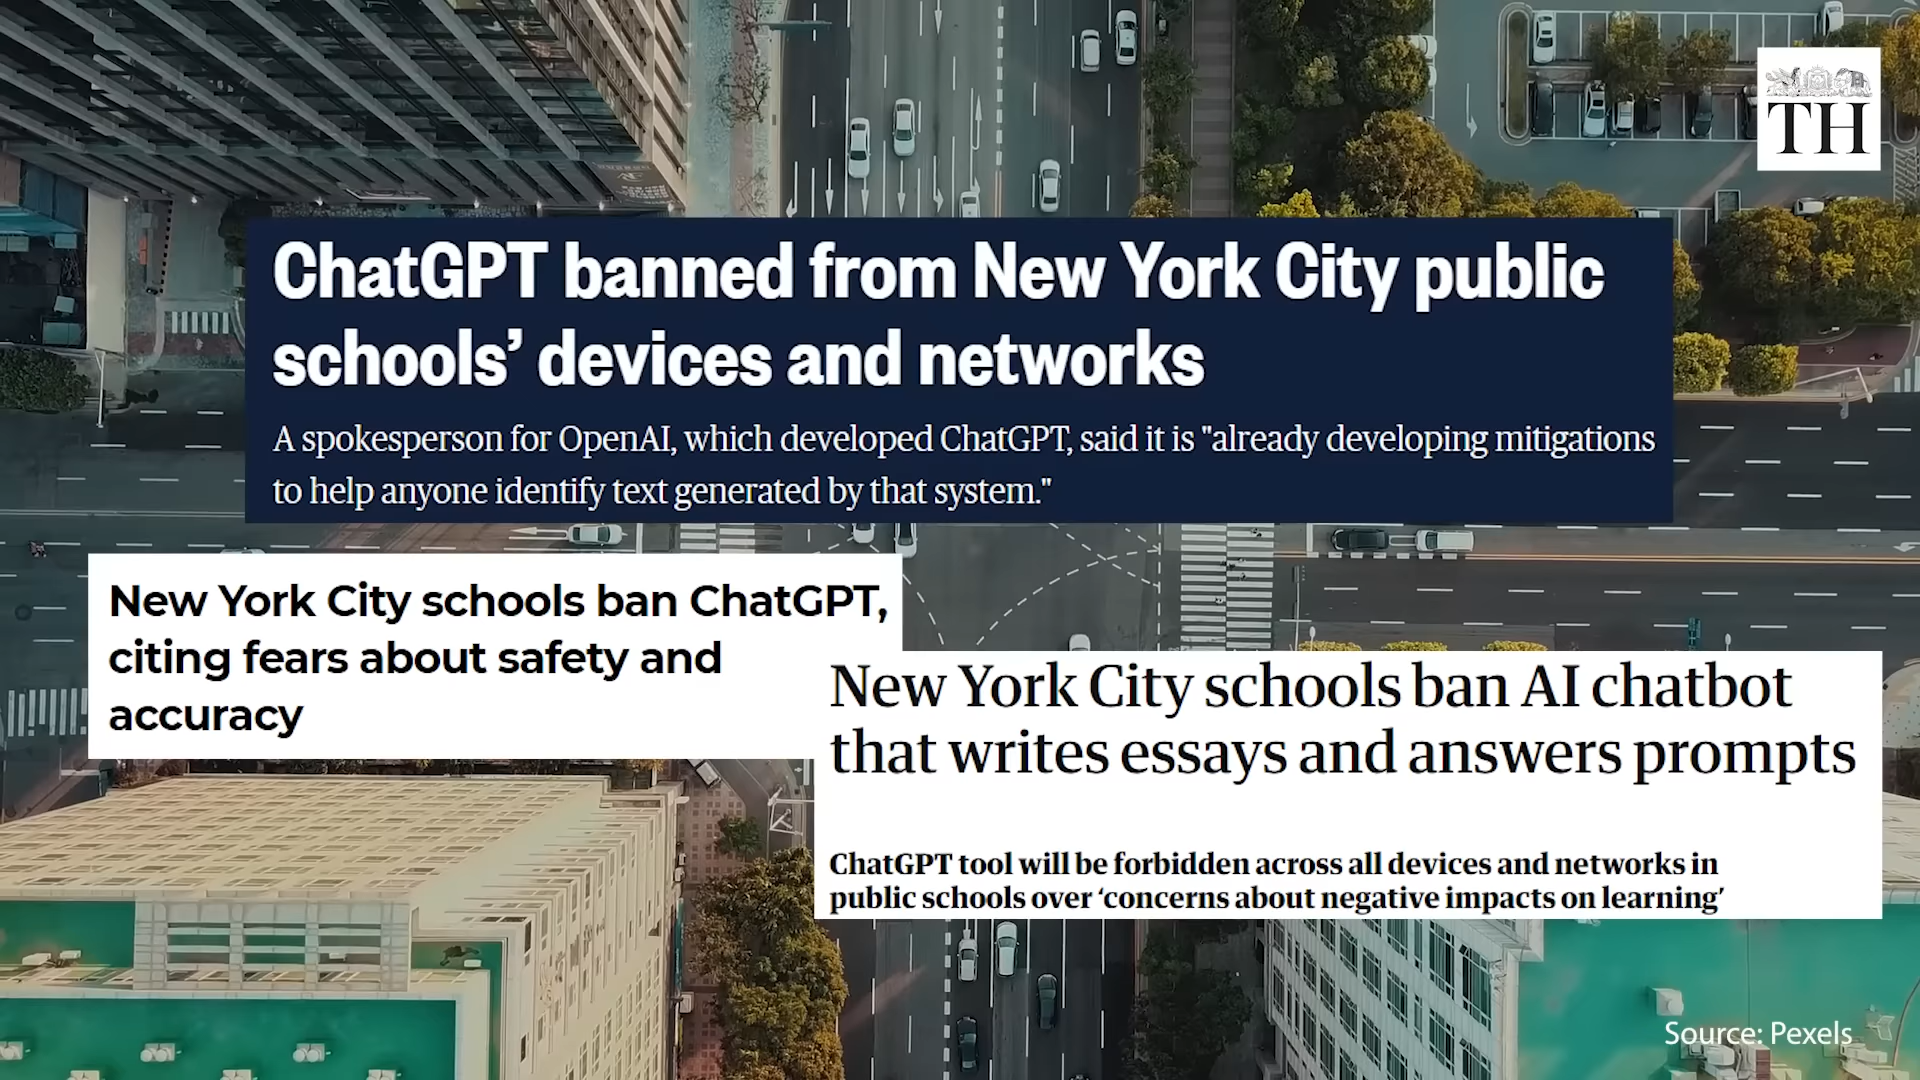 TH
ChatGPT banned from New York City public
schools’ devices and networks
A spokesperson for OpenAI, which developed ChatGPT, said it is "already developing mitigations
to help anyone identify text generated by that system."
New York City schools ban ChatGPT,
citing fears about safety and
accuracy
New York City schools ban AI chatbot
that writes essays and answers prompts
ChatGPT tool will be forbidden across all devices and networks in
public schools over ‘concerns about negative impacts on learning’
Source: Pexels